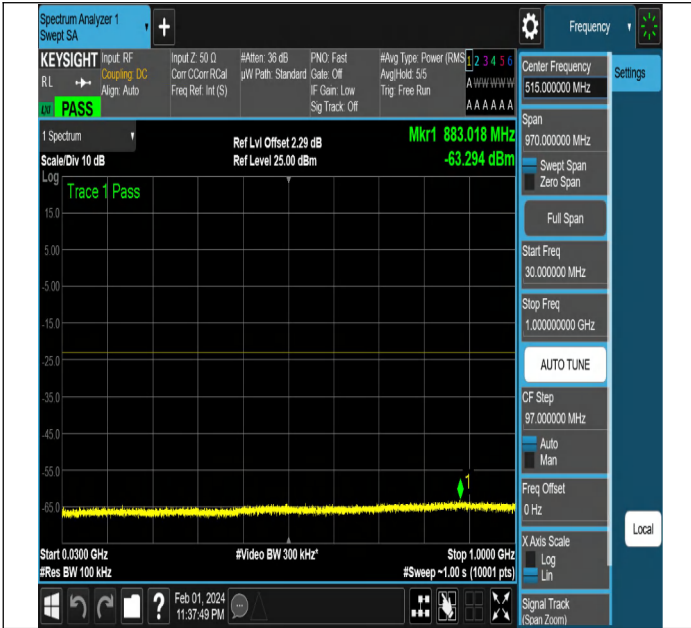 Spectrum Analyzer 1
Swept SA
Frequency
KEYSIGHT
RL
LXI
PASS
Input: RF
Coupling: DC
Align: Auto
Input Z: 50 Ω
Corr CCorr RCal
Freq Ref: Int (S)
#Atten: 36 dB
µW Path: Standard
PNO: Fast
Gate: Off
IF Gain: Low
Sig Track: Off
#Avg Type: Power (RMS
Avg|Hold: 5/5
Trig: Free Run
1 2 3 4 5 6
A W W W W W
A A A A A A
1 Spectrum
Scale/Div 10 dB
Ref Lvl Offset 2.29 dB
Ref Level 25.00 dBm
Mkr1 883.018 MHz
-63.294 dBm
Log
Trace 1 Pass
15.0
5.00
-5.00
-15.0
-25.0
-35.0
-45.0
-55.0
-65.0
1
Start 0.0300 GHz
#Res BW 100 kHz
#Video BW 300 kHz*
Stop 1.0000 GHz
#Sweep ~1.00 s (10001 pts)
?
Feb 01, 2024
11:37:49 PM
Center Frequency
515.000000 MHz
Span
970.000000 MHz
Swept Span
Zero Span
Full Span
Start Freq
30.000000 MHz
Stop Freq
1.000000000 GHz
AUTO TUNE
CF Step
97.000000 MHz
Auto
Man
Freq Offset
0 Hz
X Axis Scale
Log
Lin
Signal Track
(Span Zoom)
Settings
Local